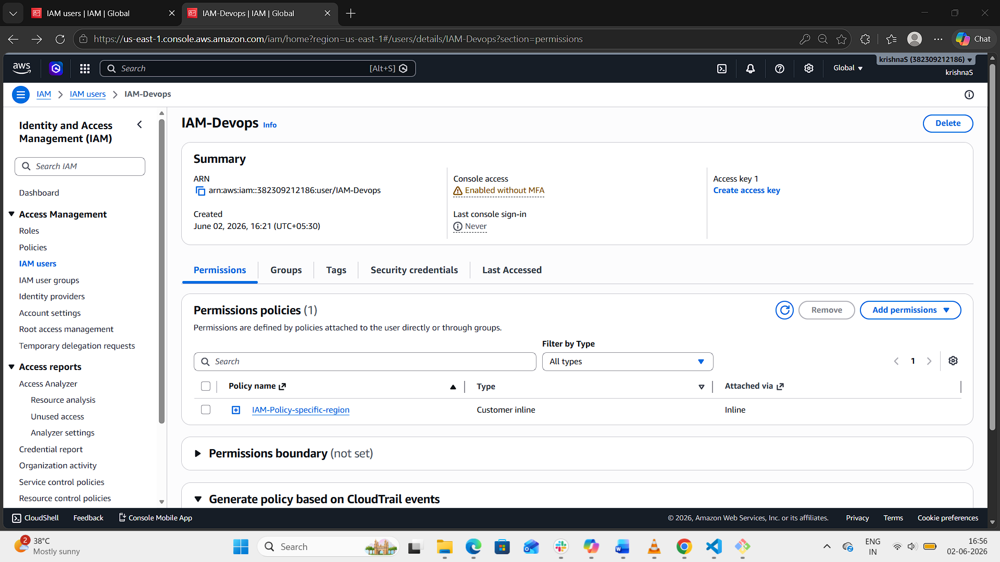 IAM users | IAM | Global
IAM-Devops | IAM | Global
https://us-east-1.console.aws.amazon.com/iam/home?region=us-east-1#/users/details/IAM-Devops?section=permissions
Chat
aws
Search
[Alt+S]
Global
krishnaS (382309212186)
krishnaS
IAM
IAM users
IAM-Devops
Identity and Access
Management (IAM)
Search IAM
Dashboard
Access Management
Roles
Policies
IAM users
IAM user groups
Identity providers
Account settings
Root access management
Temporary delegation requests
Access reports
Access Analyzer
Resource analysis
Unused access
Analyzer settings
Credential report
Organization activity
Service control policies
Resource control policies
IAM-Devops Info
Delete
Summary
ARN
arn:aws:iam::382309212186:user/IAM-Devops
Created
June 02, 2026, 16:21 (UTC+05:30)
Console access
Enabled without MFA
Last console sign-in
Never
Access key 1
Create access key
Permissions
Groups
Tags
Security credentials
Last Accessed
Permissions policies (1)
Remove
Add permissions
Permissions are defined by policies attached to the user directly or through groups.
Filter by Type
Search
All types
1
Policy name
Type
Attached via
IAM-Policy-specific-region
Customer inline
Inline
Permissions boundary (not set)
Generate policy based on CloudTrail events
CloudShell
Feedback
Console Mobile App
© 2026, Amazon Web Services, Inc. or its affiliates.
Privacy
Terms
Cookie preferences
2
38°C
Mostly sunny
Search
ENG
IN
16:56
02-06-2026